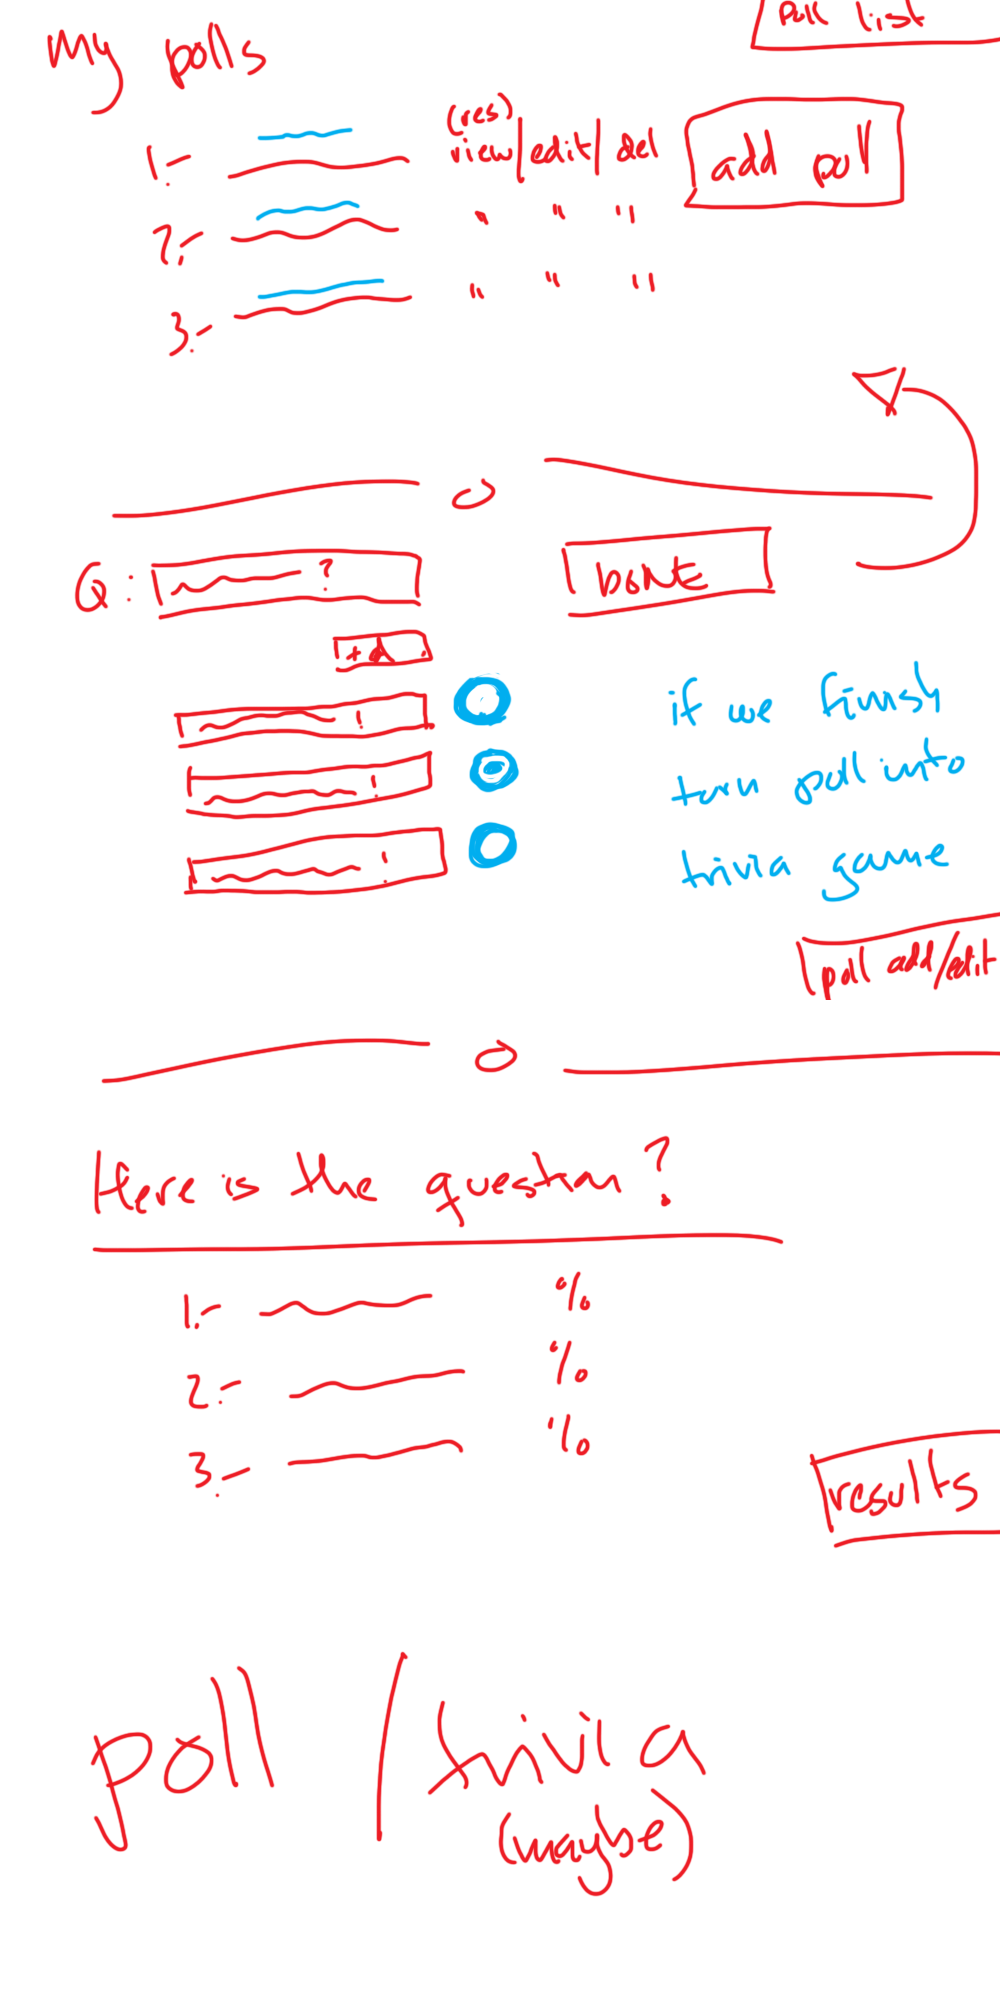 poll list
My polls
(res)
1.- view/edit/del add poll
2.- " " "
3.- " " "
Q: ? DONE
+
! if we finish
! turn poll into
! trivia game
poll add/edit
Here is the question?
1.- %
2.- %
3.- %
results
poll / trivia
(maybe)